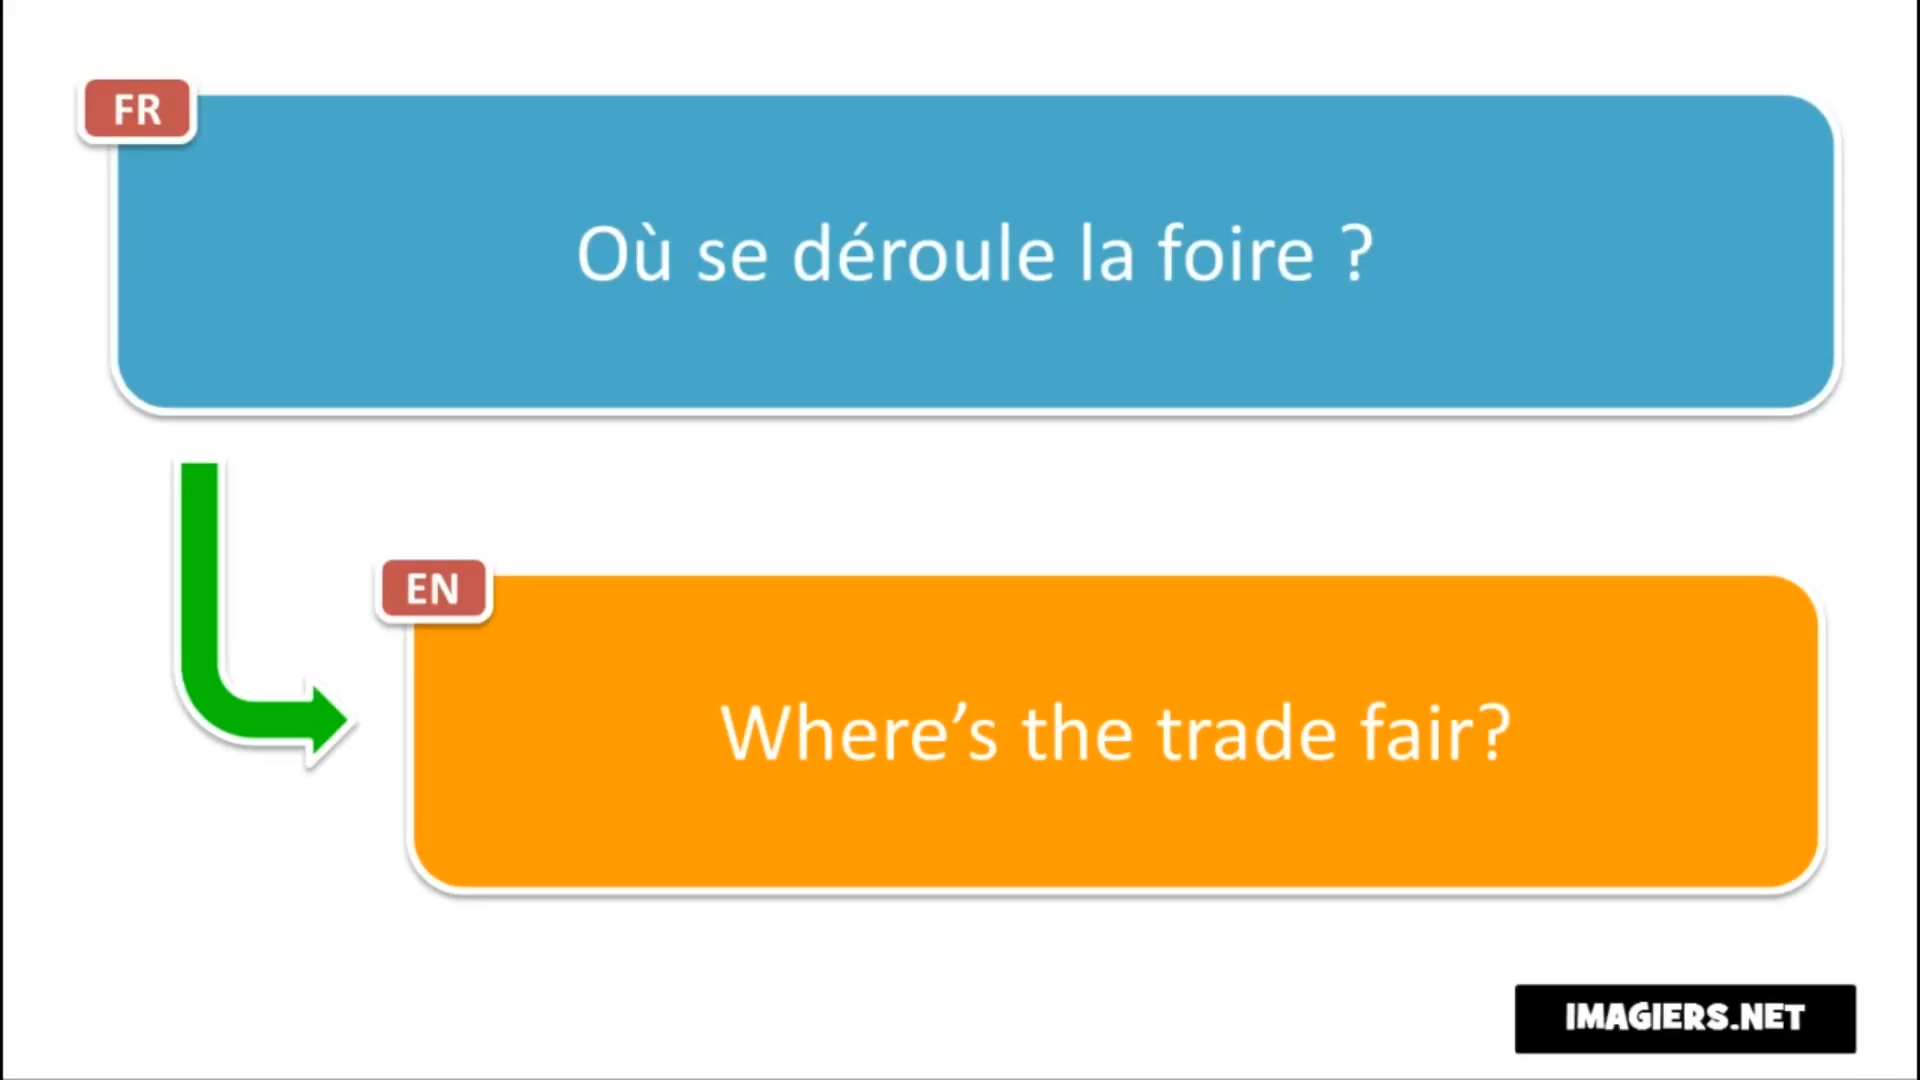 FR
Où se déroule la foire ?
EN
Where’s the trade fair?
IMAGIERS.NET